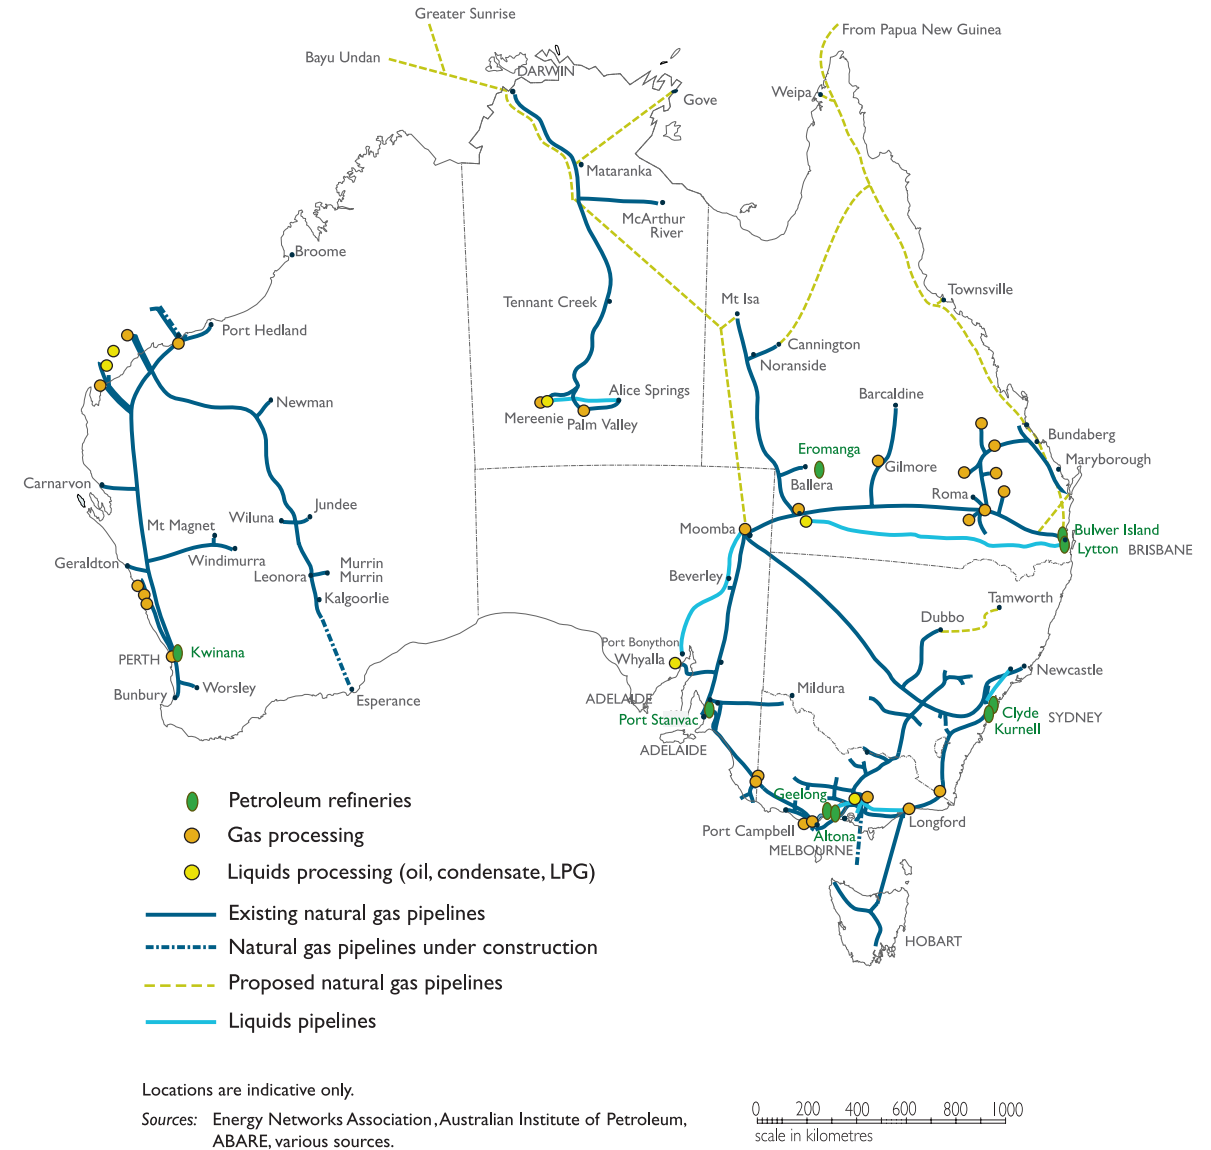 Greater Sunrise
From Papua New Guinea
Bayu Undan
DARWIN
Weipa
Gove
Mataranka
McArthur
River
Broome
Tennant Creek
Mt Isa
Townsville
Port Hedland
Cannington
Noranside
Newman
Alice Springs
Barcaldine
Mereenie
Palm Valley
Bundaberg
Eromanga
Maryborough
Gilmore
Carnarvon
Ballera
Roma
Jundee
Wiluna
Mt Magnet
Moomba
Bulwer Island
Lytton
BRISBANE
Windimurra
Geraldton
Murrin
Murrin
Leonora
Beverley
Kalgoorlie
Tamworth
Dubbo
Port Bonython
Kwinana
PERTH
Whyalla
Newcastle
Worsley
Bunbury
Mildura
Esperance
ADELAIDE
Port Stanvac
Clyde
SYDNEY
Kurnell
ADELAIDE
Geelong
Port Campbell
Altona
Longford
MELBOURNE
HOBART
Petroleum refineries
Gas processing
Liquids processing (oil, condensate, LPG)
Existing natural gas pipelines
Natural gas pipelines under construction
Proposed natural gas pipelines
Liquids pipelines
Locations are indicative only.
Sources: Energy Networks Association, Australian Institute of Petroleum,
ABARE, various sources.
0 200 400 600 800 1000
scale in kilometres